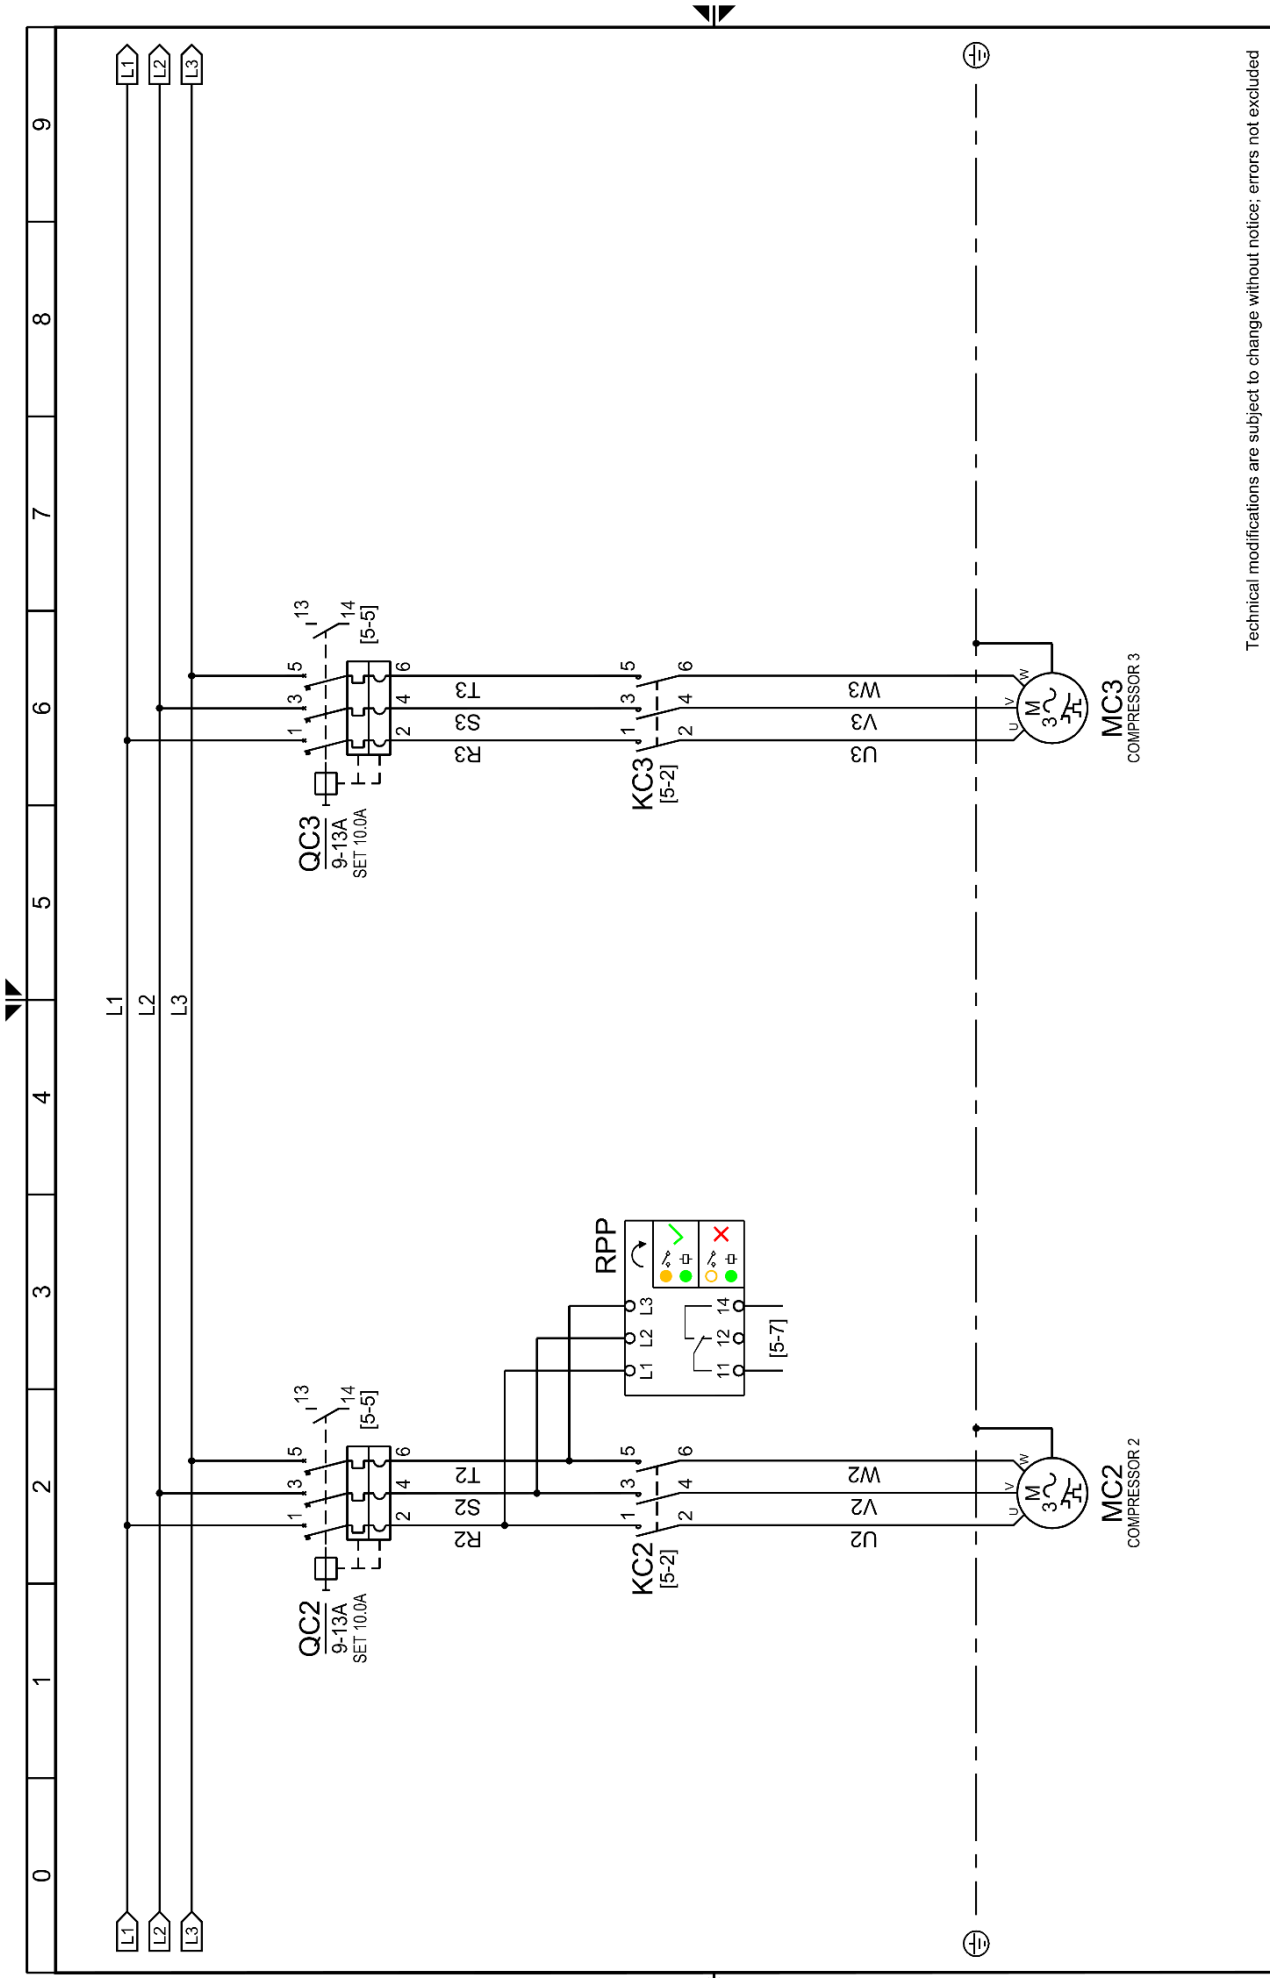 0 1 2 3 4 5 6 7 8 9
L1 L1 L1
L2 L2 L2
L3 L3 L3
QC2
9-13A
SET 10.0A
1 3 5 13
2 4 6 14
[5-5]
R2 S2 T2
QC3
9-13A
SET 10.0A
1 3 5 13
2 4 6 14
[5-5]
R3 S3 T3
RPP
L1 L2 L3
11 12 14
[5-7]
KC2
[5-2]
1 3 5
2 4 6
U2 V2 W2
KC3
[5-2]
1 3 5
2 4 6
U3 V3 W3
U V W
M
3
MC2
COMPRESSOR 2
U V W
M
3
MC3
COMPRESSOR 3
Technical modifications are subject to change without notice; errors not excluded